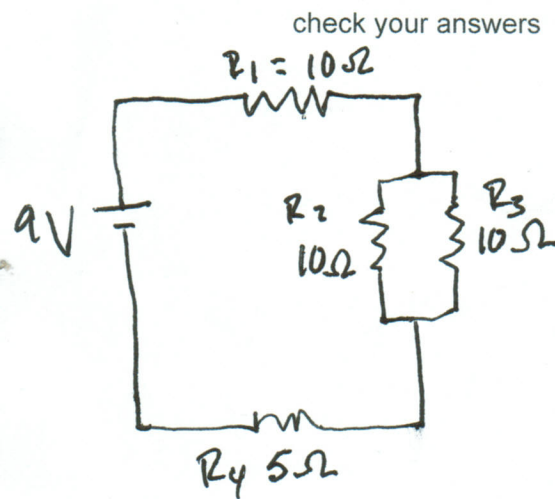 check your answers
R1 = 10Ω
9V
R2
10Ω
R3
10Ω
R4 5Ω